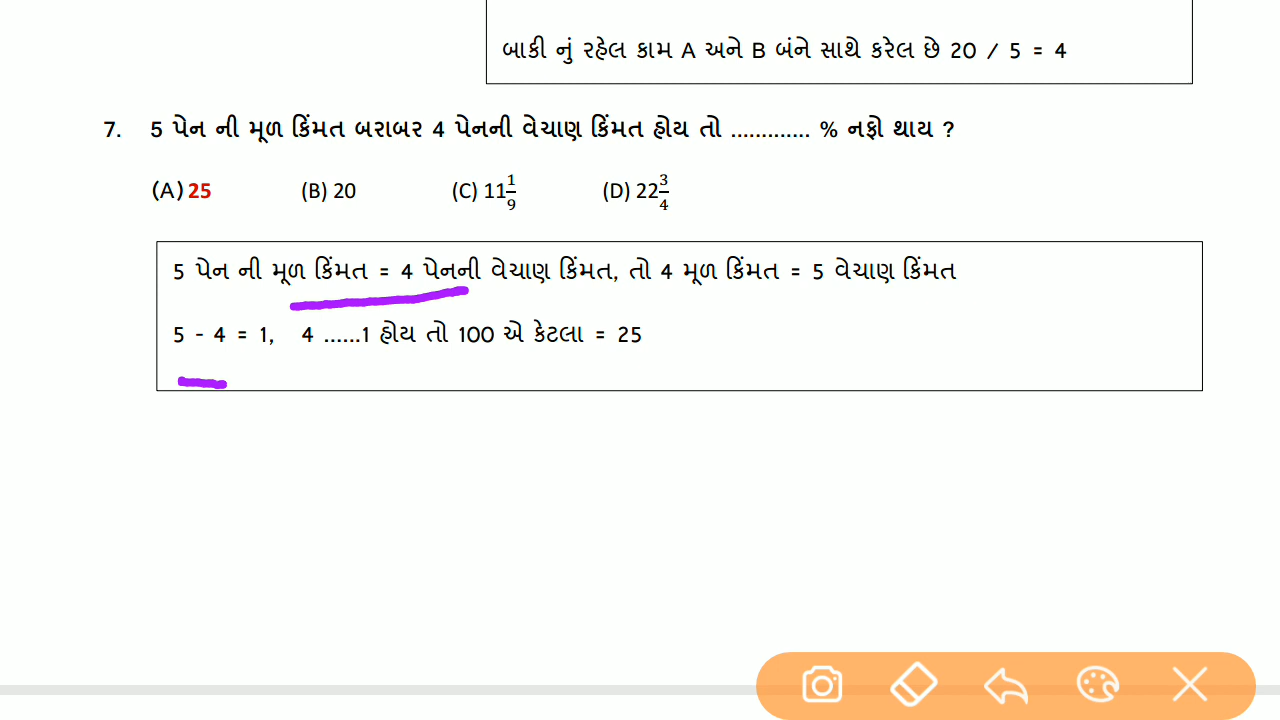 બાકી નું રહેલ કામ A અને B બંને સાથે કરેલ છે 20 / 5 = 4
7. 5 પેન ની મૂળ કિંમત બરાબર 4 પેનની વેચાણ કિંમત હોય તો ............. % નફો થાય ?
(A) 25 (B) 20 (C) 11 1/9 (D) 22 3/4
5 પેન ની મૂળ કિંમત = 4 પેનની વેચાણ કિંમત, તો 4 મૂળ કિંમત = 5 વેચાણ કિંમત
5 - 4 = 1, 4 ......1 હોય તો 100 એ કેટલા = 25